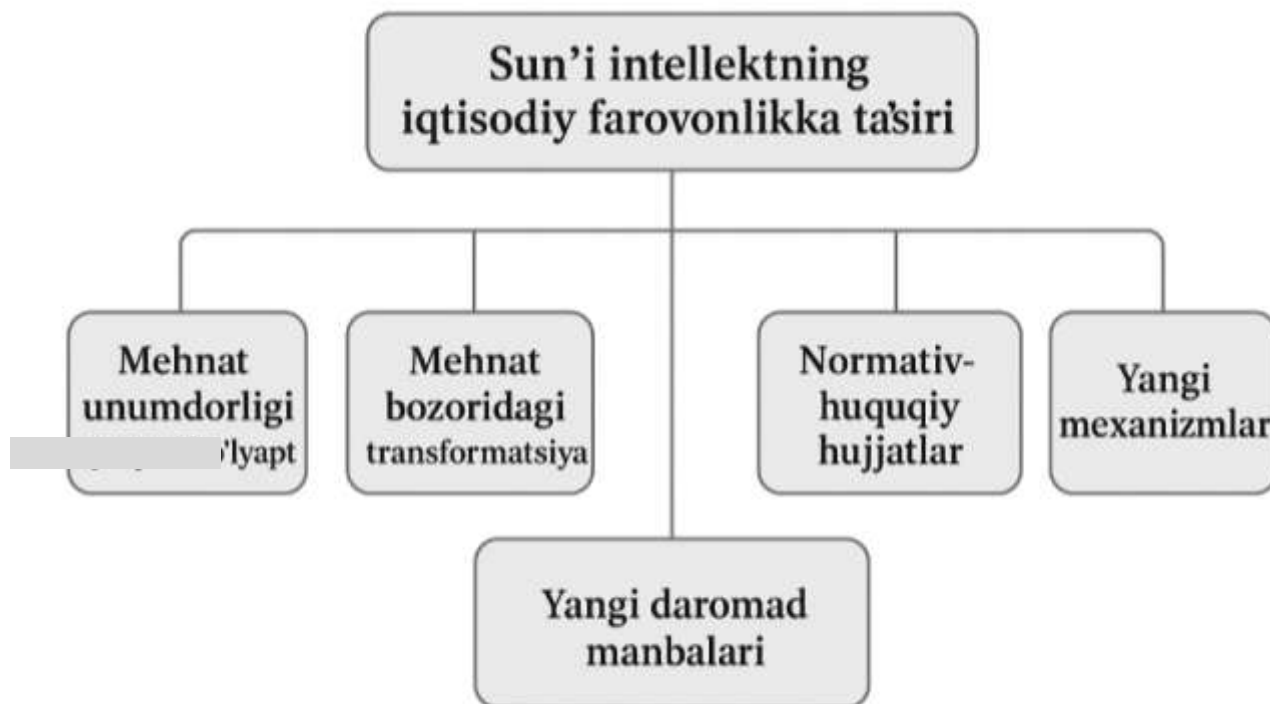 Sun'i intellektning
iqtisodiy farovonlikka ta'siri
Mehnat
unumdorligi
Mehnat
bozoridagi
transformatsiya
Normativ-
huquqiy
hujjatlar
Yangi
mexanizmlar
Yangi daromad
manbalari